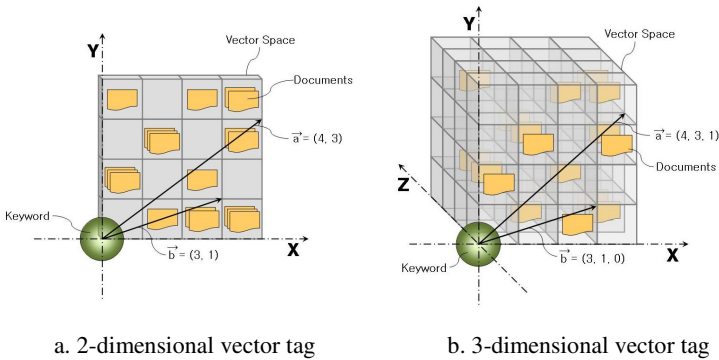 Y
Vector Space
Documents
a = (4, 3)
Keyword
X
b = (3, 1)
a. 2-dimensional vector tag
Y
Vector Space
a = (4, 3, 1)
Documents
Z
X
Keyword
b = (3, 1, 0)
b. 3-dimensional vector tag